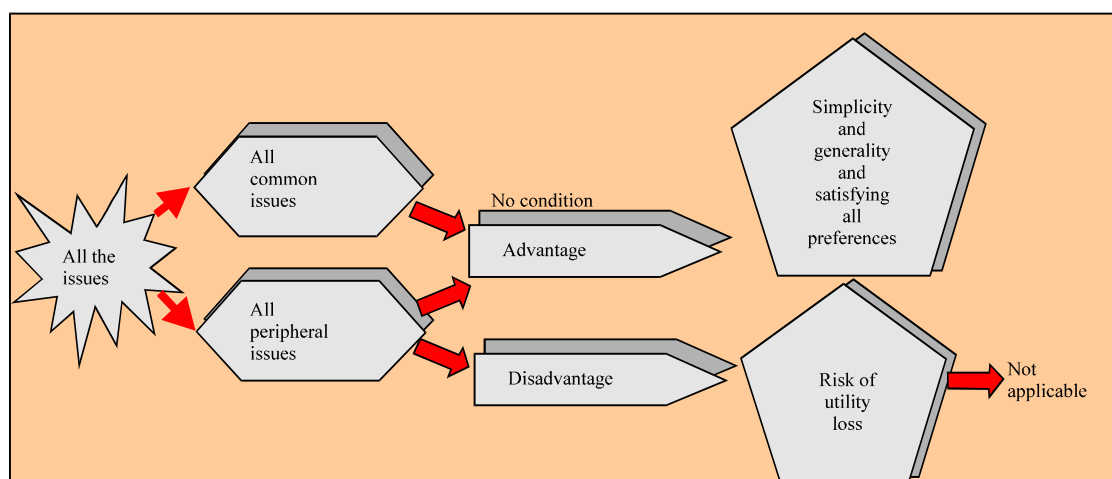 All the
issues
All
common
issues
All
peripheral
issues
No condition
Advantage
Disadvantage
Simplicity
and
generality
and
satisfying
all
preferences
Risk of
utility
loss
Not
applicable